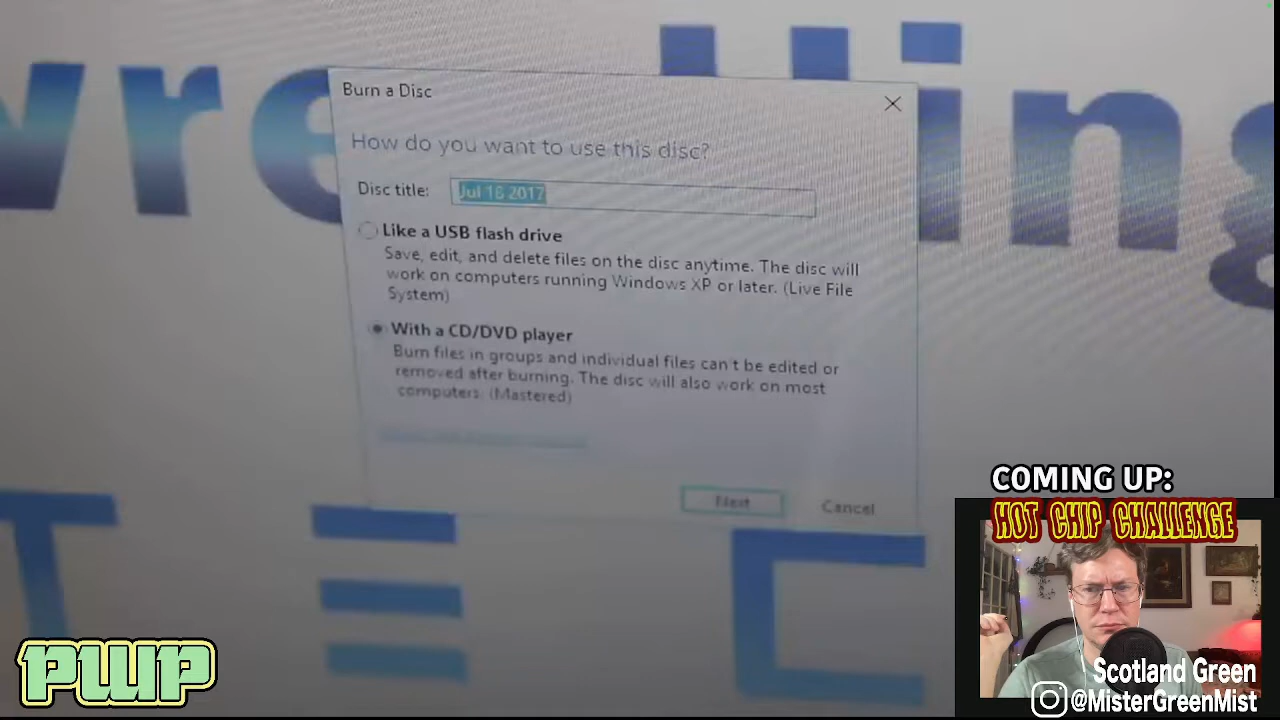 Burn a Disc
How do you want to use this disc?
Disc title:
Jul 16 2017
Like a USB flash drive
Save, edit, and delete files on the disc anytime. The disc will
work on computers running Windows XP or later. (Live File
System)
With a CD/DVD player
Burn files in groups and individual files can't be edited or
removed after burning. The disc will also work on most
computers. (Mastered)
Next
Cancel
COMING UP:
HOT CHIP CHALLENGE
PWP
Scotland Green
@MisterGreenMist